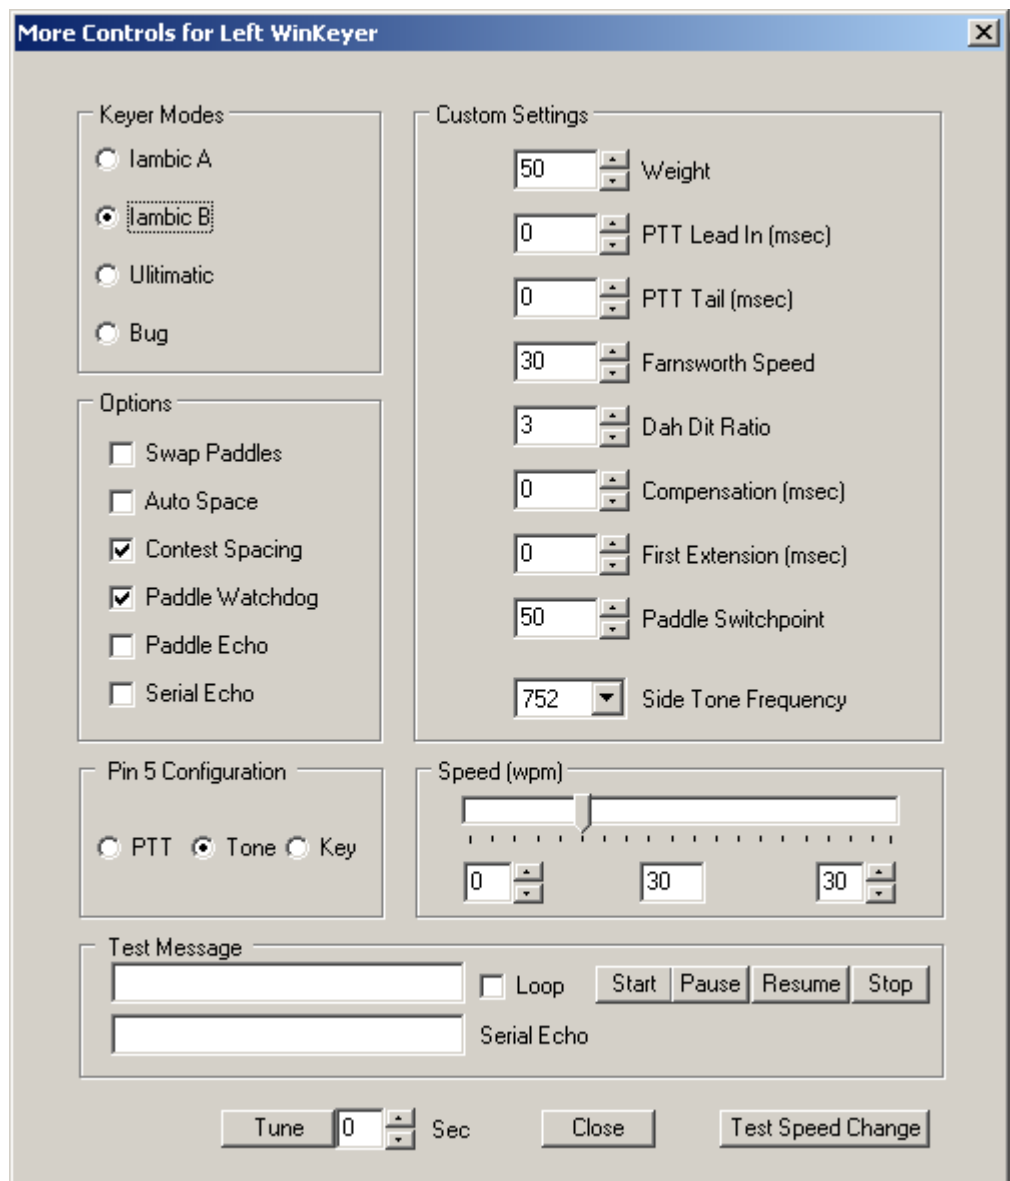 More Controls for Left WinKeyer
Keyer Modes
Iambic A
Iambic B
Ulitimatic
Bug
Custom Settings
50 Weight
0 PTT Lead In (msec)
0 PTT Tail (msec)
30 Farnsworth Speed
3 Dah Dit Ratio
0 Compensation (msec)
0 First Extension (msec)
50 Paddle Switchpoint
752 Side Tone Frequency
Options
Swap Paddles
Auto Space
Contest Spacing
Paddle Watchdog
Paddle Echo
Serial Echo
Pin 5 Configuration
PTT Tone Key
Speed (wpm)
0 30 30
Test Message
Loop Start Pause Resume Stop
Serial Echo
Tune 0 Sec Close Test Speed Change